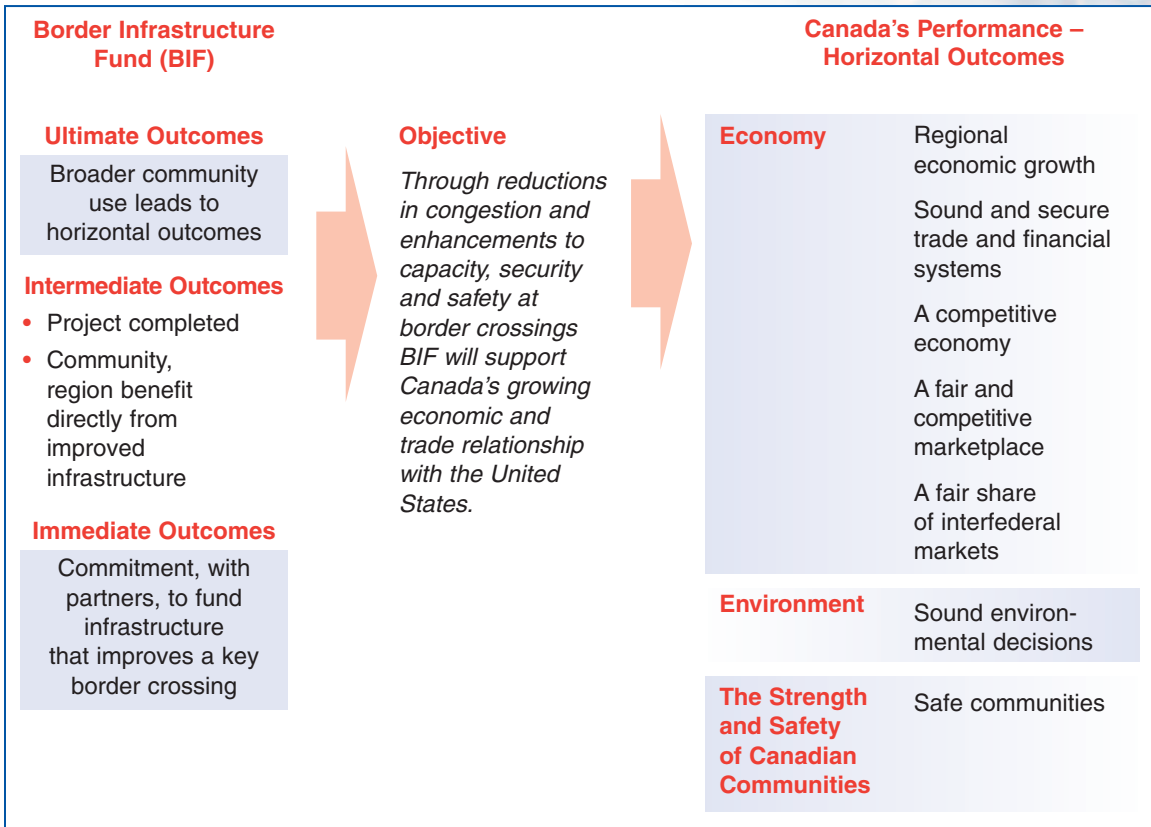 Border Infrastructure
Fund (BIF)
Ultimate Outcomes
Broader community
use leads to
horizontal outcomes
Intermediate Outcomes
• Project completed
• Community,
region benefit
directly from
improved
infrastructure
Immediate Outcomes
Commitment, with
partners, to fund
infrastructure
that improves a key
border crossing
Objective
Through reductions
in congestion and
enhancements to
capacity, security
and safety at
border crossings
BIF will support
Canada's growing
economic and
trade relationship
with the United
States.
Canada's Performance –
Horizontal Outcomes
Economy
Regional
economic growth
Sound and secure
trade and financial
systems
A competitive
economy
A fair and
competitive
marketplace
A fair share
of interfederal
markets
Environment
Sound environ-
mental decisions
The Strength
and Safety
of Canadian
Communities
Safe communities